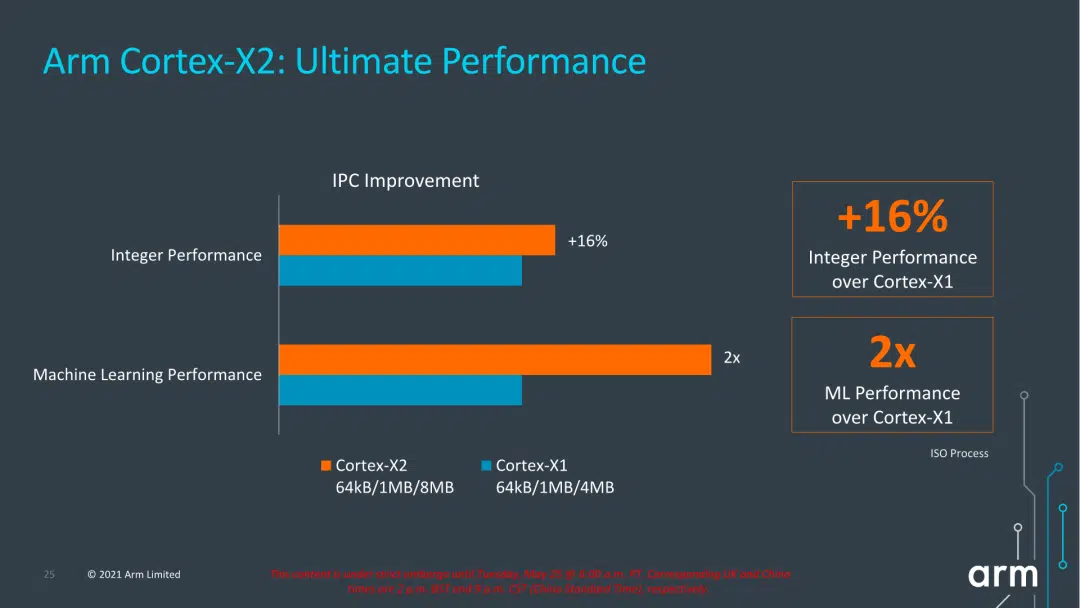 Arm Cortex-X2: Ultimate Performance
IPC Improvement
Integer Performance
+16%
Machine Learning Performance
2x
Cortex-X2
64kB/1MB/8MB
Cortex-X1
64kB/1MB/4MB
+16%
Integer Performance
over Cortex-X1
2x
ML Performance
over Cortex-X1
ISO Process
25
© 2021 Arm Limited
This content is under strict embargo until Tuesday, May 25 @ 6:00 a.m. PT. Corresponding UK and China
times are 2 p.m. BST and 9 p.m. CST (China Standard Time), respectively.
arm